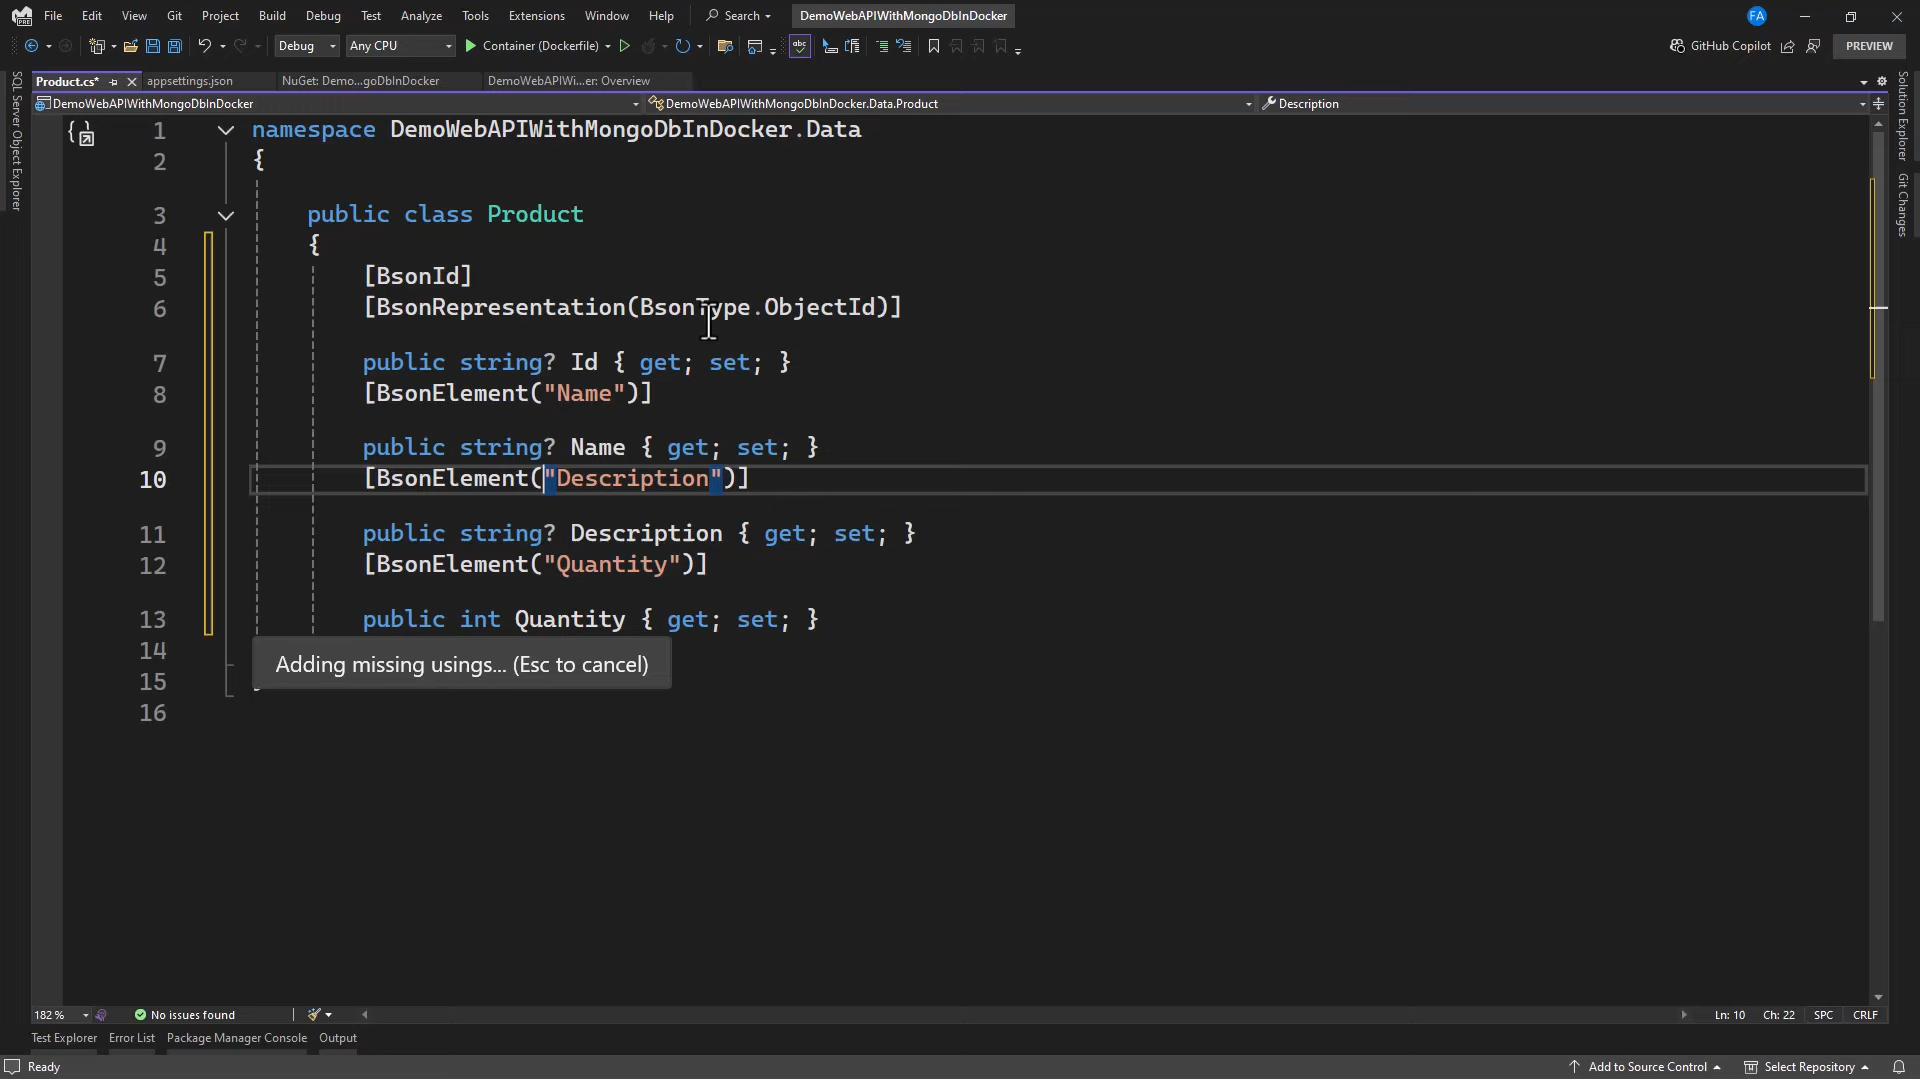 File Edit View Git Project Build Debug Test Analyze Tools Extensions Window Help Search DemoWebAPIWithMongoDbInDocker FA
Debug Any CPU Container (Dockerfile) abc GitHub Copilot PREVIEW
Product.cs* appsettings.json NuGet: Demo...goDbInDocker DemoWebAPIWi...er: Overview
DemoWebAPIWithMongoDbInDocker DemoWebAPIWithMongoDbInDocker.Data.Product Description
SQL Server Object Explorer
Solution Explorer
Git Changes
1 namespace DemoWebAPIWithMongoDbInDocker.Data
2 {
3 public class Product
4 {
5 [BsonId]
6 [BsonRepresentation(BsonType.ObjectId)]
7 public string? Id { get; set; }
8 [BsonElement("Name")]
9 public string? Name { get; set; }
10 [BsonElement("Description")]
11 public string? Description { get; set; }
12 [BsonElement("Quantity")]
13 public int Quantity { get; set; }
14
Adding missing usings... (Esc to cancel)
15
16
182 % No issues found Ln: 10 Ch: 22 SPC CRLF
Test Explorer Error List Package Manager Console Output
Ready Add to Source Control Select Repository